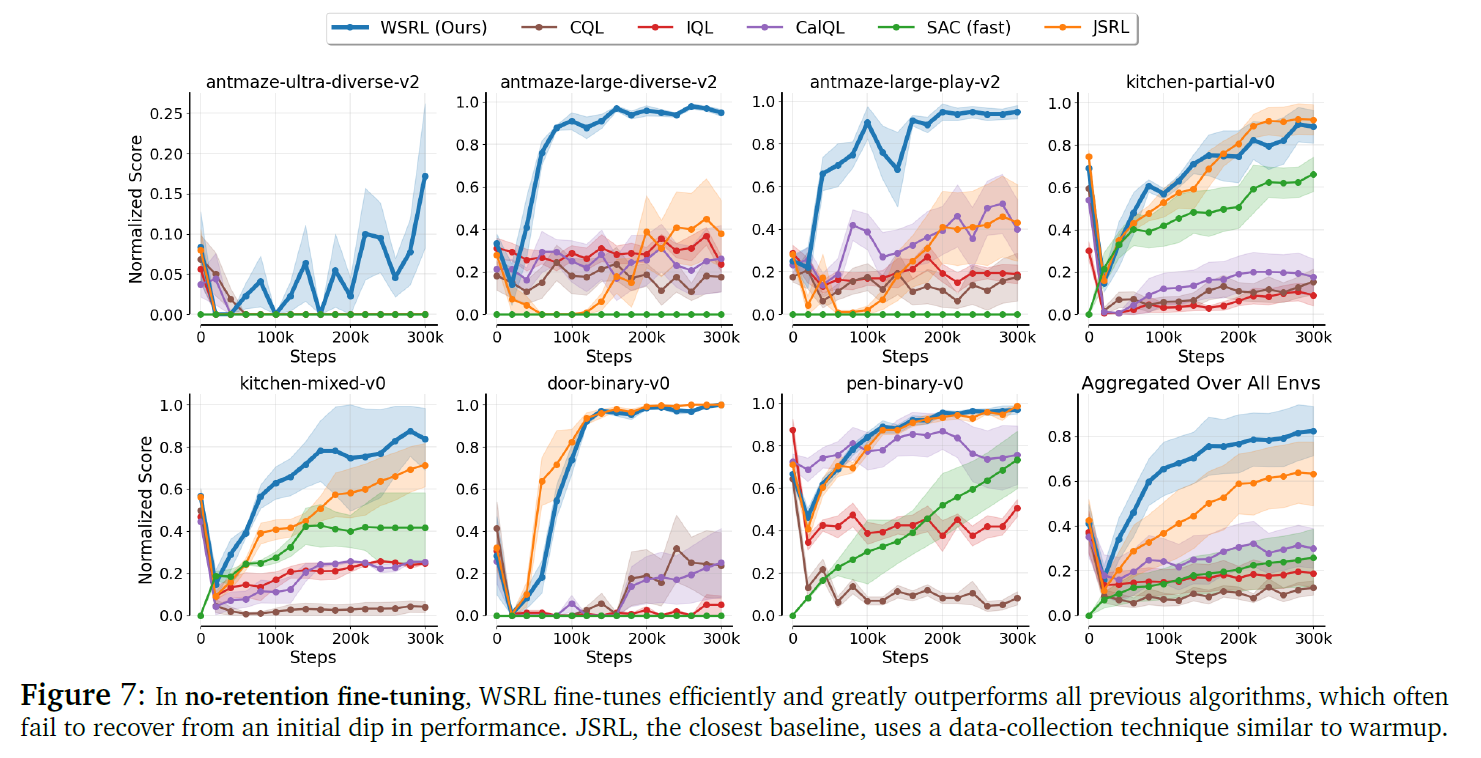 WSRL (Ours) CQL IQL CalQL SAC (fast) JSRL
antmaze-ultra-diverse-v2 antmaze-large-diverse-v2 antmaze-large-play-v2 kitchen-partial-v0
Normalized Score
0.25
0.20
0.15
0.10
0.05
0.00
0 100k 200k 300k
Steps
1.0
0.8
0.6
0.4
0.2
0.0
0 100k 200k 300k
Steps
1.0
0.8
0.6
0.4
0.2
0.0
0 100k 200k 300k
Steps
1.0
0.8
0.6
0.4
0.2
0.0
0 100k 200k 300k
Steps
kitchen-mixed-v0 door-binary-v0 pen-binary-v0 Aggregated Over All Envs
Normalized Score
1.0
0.8
0.6
0.4
0.2
0.0
0 100k 200k 300k
Steps
1.0
0.8
0.6
0.4
0.2
0.0
0 100k 200k 300k
Steps
1.0
0.8
0.6
0.4
0.2
0.0
0 100k 200k 300k
Steps
0.8
0.6
0.4
0.2
0.0
0 100k 200k 300k
Steps
Figure 7: In no-retention fine-tuning, WSRL fine-tunes efficiently and greatly outperforms all previous algorithms, which often
fail to recover from an initial dip in performance. JSRL, the closest baseline, uses a data-collection technique similar to warmup.